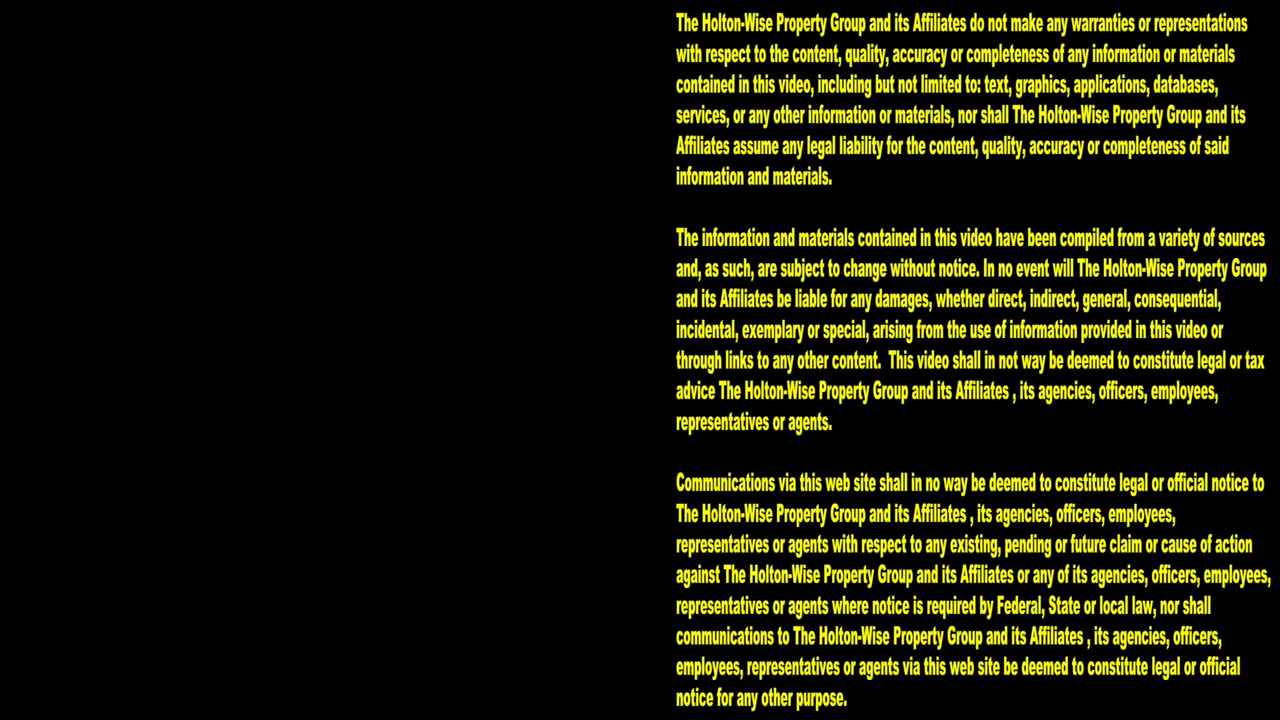 The Holton-Wise Property Group and its Affiliates do not make any warranties or representations
with respect to the content, quality, accuracy or completeness of any information or materials
contained in this video, including but not limited to: text, graphics, applications, databases,
services, or any other information or materials, nor shall The Holton-Wise Property Group and its
Affiliates assume any legal liability for the content, quality, accuracy or completeness of said
information and materials.
The information and materials contained in this video have been compiled from a variety of sources
and, as such, are subject to change without notice. In no event will The Holton-Wise Property Group
and its Affiliates be liable for any damages, whether direct, indirect, general, consequential,
incidental, exemplary or special, arising from the use of information provided in this video or
through links to any other content.  This video shall in not way be deemed to constitute legal or tax
advice The Holton-Wise Property Group and its Affiliates , its agencies, officers, employees,
representatives or agents.
Communications via this web site shall in no way be deemed to constitute legal or official notice to
The Holton-Wise Property Group and its Affiliates , its agencies, officers, employees,
representatives or agents with respect to any existing, pending or future claim or cause of action
against The Holton-Wise Property Group and its Affiliates or any of its agencies, officers, employees,
representatives or agents where notice is required by Federal, State or local law, nor shall
communications to The Holton-Wise Property Group and its Affiliates , its agencies, officers,
employees, representatives or agents via this web site be deemed to constitute legal or official
notice for any other purpose.